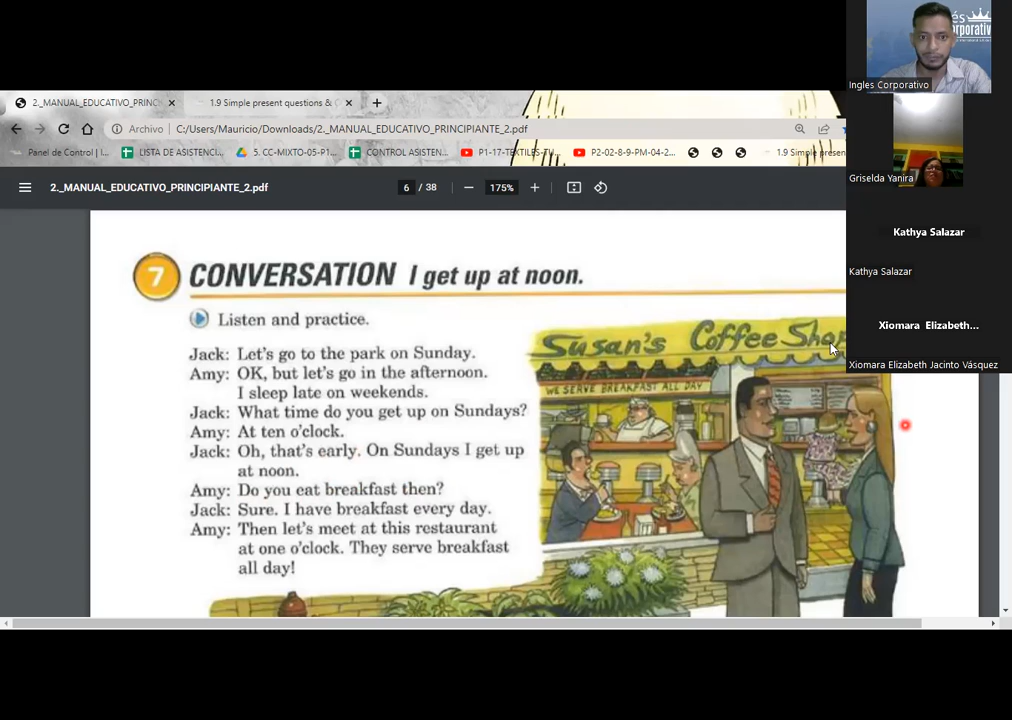 és
orporativ
Ingles Corporativo
2._MANUAL_EDUCATIVO_PRINCI
1.9 Simple present questions & 
Archivo
C:/Users/Mauricio/Downloads/2._MANUAL_EDUCATIVO_PRINCIPIANTE_2.pdf
Panel de Control | I...
LISTA DE ASISTENCI...
5. CC-MIXTO-05-P1...
CONTROL ASISTEN...
P1-17-TEXTILES-TU...
P2-02-8-9-PM-04-2...
1.9 Simple presen
Griselda Yanira
2._MANUAL_EDUCATIVO_PRINCIPIANTE_2.pdf
6 / 38
175%
Kathya Salazar
Kathya Salazar
Xiomara Elizabeth...
Xiomara Elizabeth Jacinto Vásquez
7 CONVERSATION I get up at noon.
Listen and practice.
Jack: Let's go to the park on Sunday.
Amy: OK, but let's go in the afternoon.
I sleep late on weekends.
Jack: What time do you get up on Sundays?
Amy: At ten o'clock.
Jack: Oh, that's early. On Sundays I get up
at noon.
Amy: Do you eat breakfast then?
Jack: Sure. I have breakfast every day.
Amy: Then let's meet at this restaurant
at one o'clock. They serve breakfast
all day!
Susan's Coffee Shop
WE SERVE BREAKFAST ALL DAY